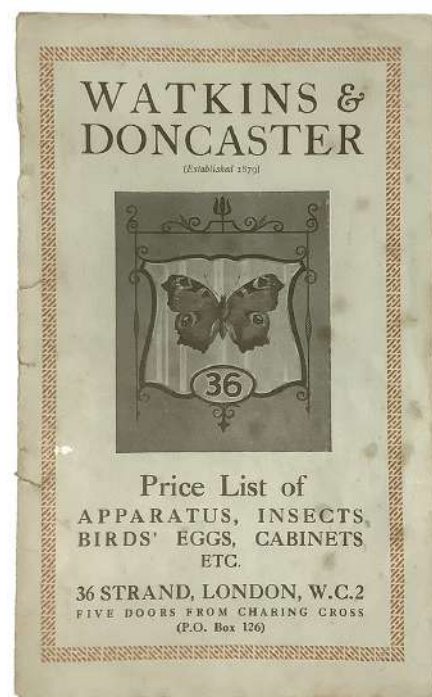 WATKINS &
DONCASTER
(Established 1879)
36
Price List of
APPARATUS, INSECTS,
BIRDS' EGGS, CABINETS
ETC.
36 STRAND, LONDON, W.C.2
FIVE DOORS FROM CHARING CROSS
(P.O. Box 126)